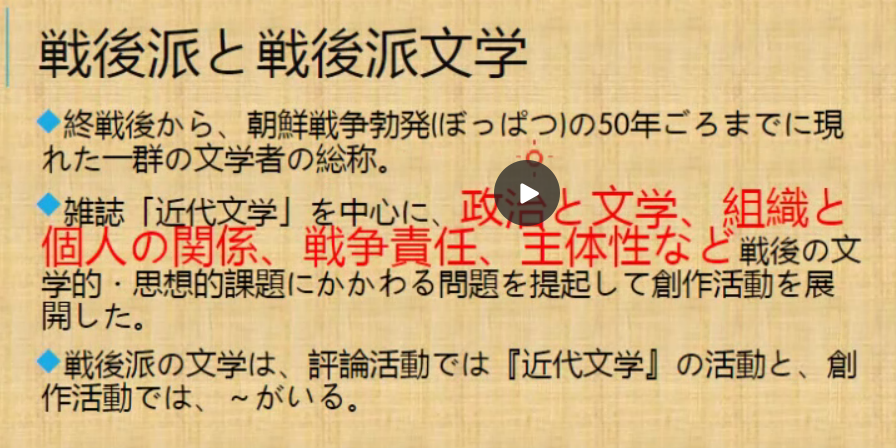 戦後派と戦後派文学
◆終戦後から、朝鮮戦争勃発(ぼっぱつ)の50年ごろまでに現
れた一群の文学者の総称。
◆雑誌「近代文学」を中心に、政治と文学、組織と
個人の関係、戦争責任、主体性など戦後の文
学的・思想的課題にかかわる問題を提起して創作活動を展
開した。
◆戦後派の文学は、評論活動では『近代文学』の活動と、創
作活動では、～がいる。